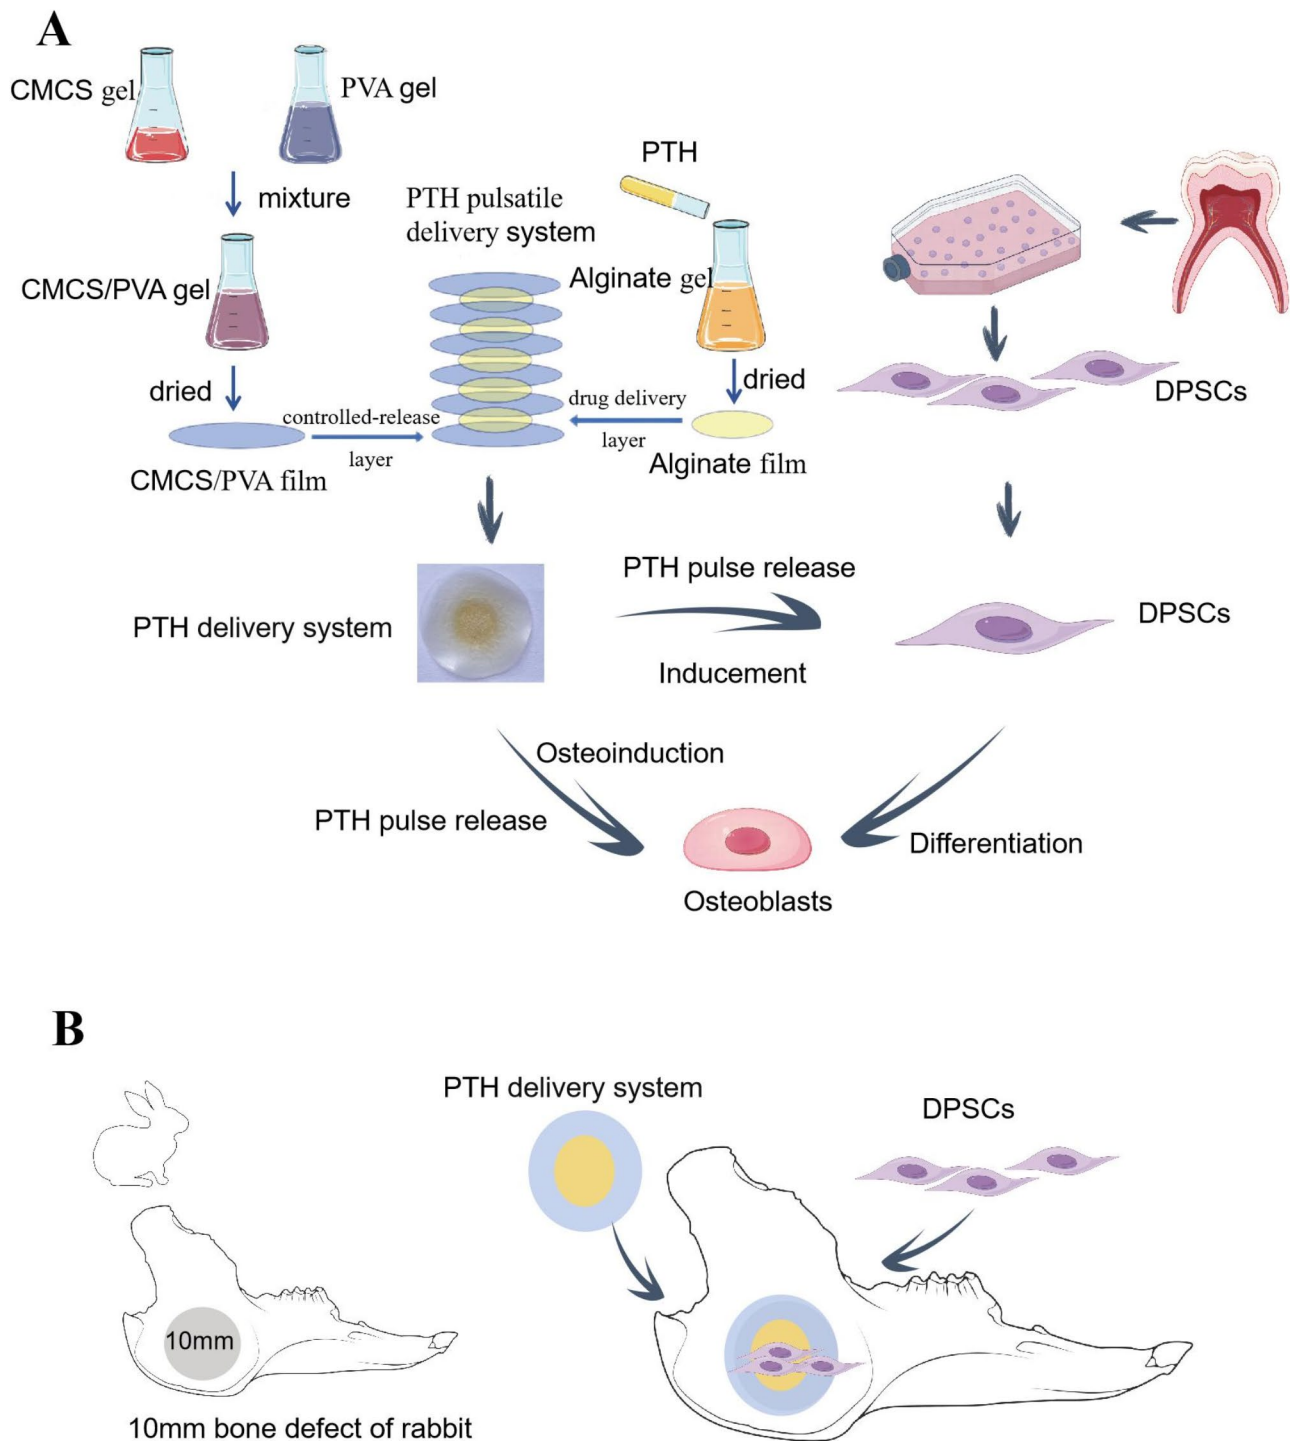 A
CMCS gel
PVA gel
mixture
CMCS/PVA gel
dried
CMCS/PVA film
controlled-release
layer
PTH pulsatile
delivery system
PTH
Alginate gel
dried
drug delivery
layer
Alginate film
DPSCs
PTH delivery system
PTH pulse release
Inducement
DPSCs
Osteoinduction
PTH pulse release
Differentiation
Osteoblasts
B
10mm
10mm bone defect of rabbit
PTH delivery system
DPSCs